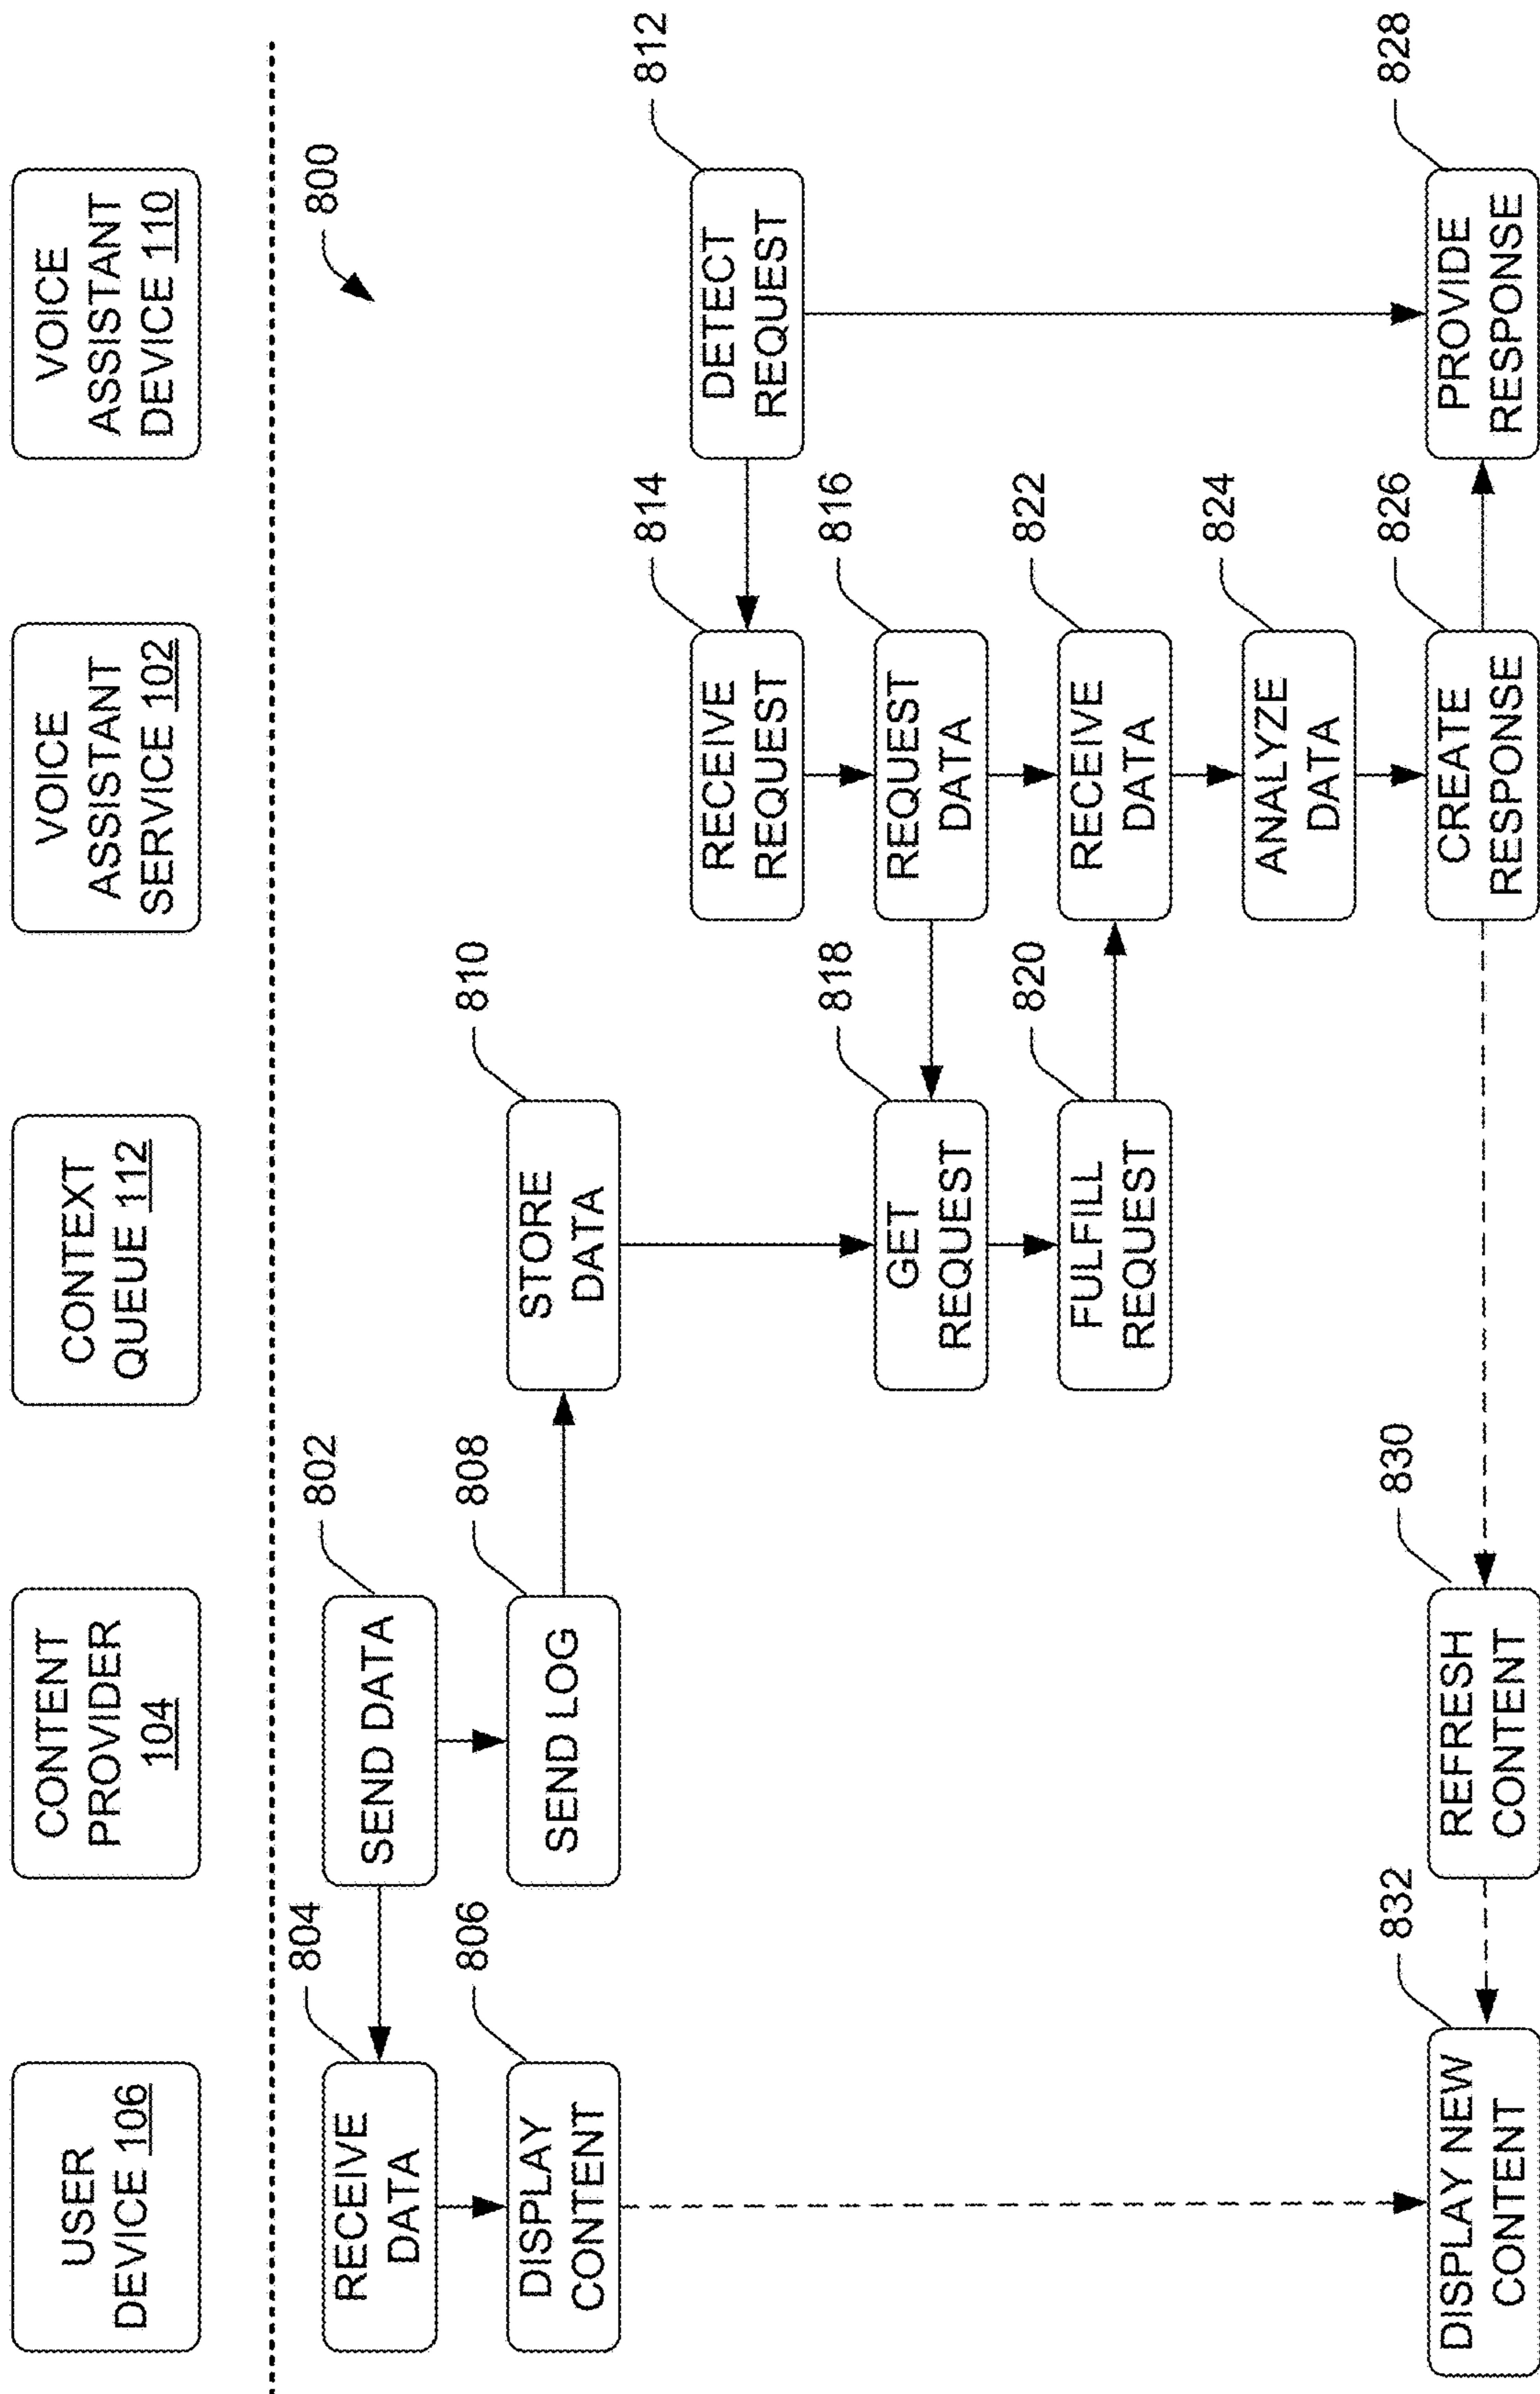 USER
DEVICE 106
CONTENT
PROVIDER
104
CONTEXT
QUEUE 112
VOICE
ASSISTANT
SERVICE 102
VOICE
ASSISTANT
DEVICE 110
800
804
RECEIVE
DATA
802
SEND DATA
806
DISPLAY
CONTENT
808
SEND LOG
810
STORE
DATA
814
RECEIVE
REQUEST
812
DETECT
REQUEST
818
GET
REQUEST
816
REQUEST
DATA
820
FULFILL
REQUEST
822
RECEIVE
DATA
824
ANALYZE
DATA
832
DISPLAY NEW
CONTENT
830
REFRESH
CONTENT
826
CREATE
RESPONSE
828
PROVIDE
RESPONSE